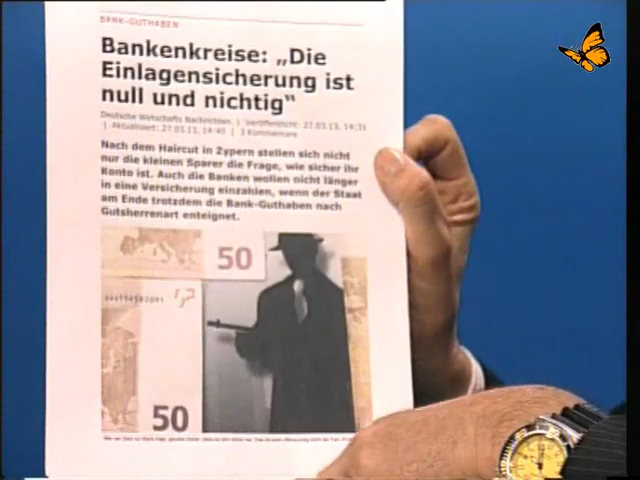 BANK-GUTHABEN
Bankenkreise: „Die
Einlagensicherung ist
null und nichtig“
Deutsche Wirtschafts Nachrichten | Veröffentlicht: 27.03.13, 14:31
| Aktualisiert: 27.03.13, 14:40 | 3 Kommentare
Nach dem Haircut in Zypern stellen sich nicht
nur die kleinen Sparer die Frage, wie sicher ihr
Konto ist. Auch die Banken wollen nicht länger
in eine Versicherung einzahlen, wenn der Staat
am Ende trotzdem die Bank-Guthaben nach
Gutsherrenart enteignet.
50
50